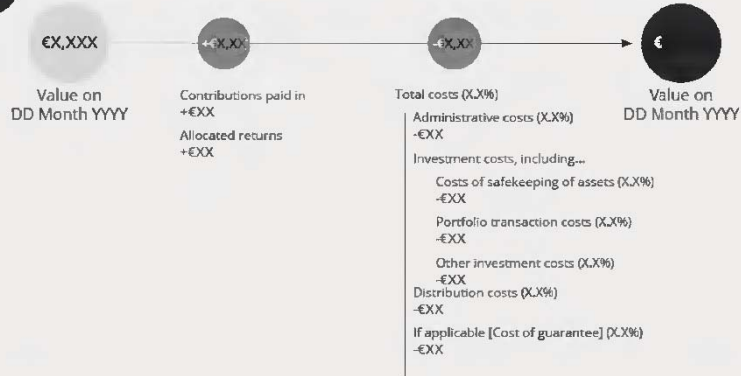 €X,XXX
+€X,XX
-€X,XX
€
Value on
DD Month YYYY
Contributions paid in
+€XX
Allocated returns
+€XX
Total costs (X.X%)
Administrative costs (X.X%)
-€XX
Investment costs, including...
Costs of safekeeping of assets (X.X%)
-€XX
Portfolio transaction costs (X.X%)
-€XX
Other investment costs (X.X%)
-€XX
Distribution costs (X.X%)
-€XX
If applicable [Cost of guarantee] (X.X%)
-€XX
Value on
DD Month YYYY